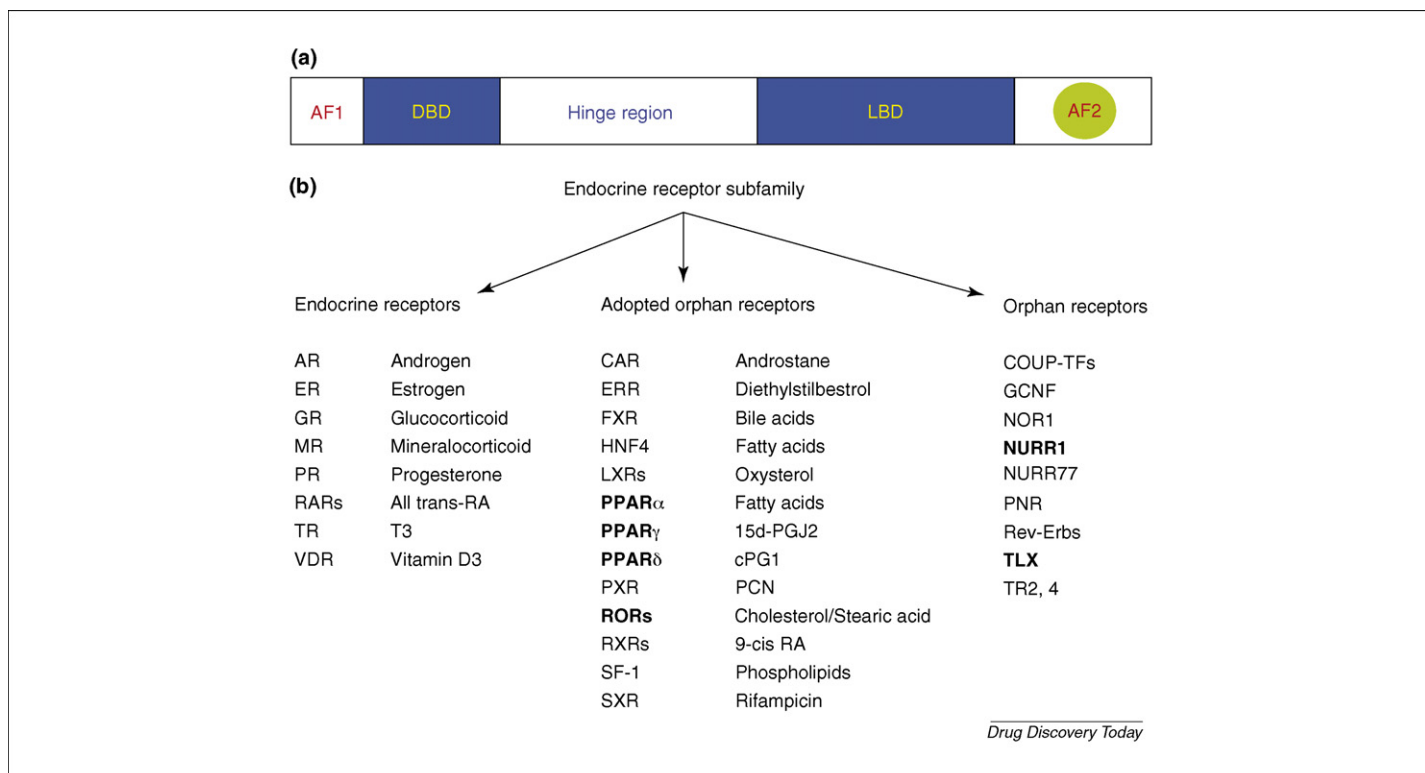 (a)
AF1 DBD Hinge region LBD AF2
(b) Endocrine receptor subfamily
Endocrine receptors Adopted orphan receptors Orphan receptors
AR Androgen CAR Androstane COUP-TFs
ER Estrogen ERR Diethylstilbestrol GCNF
GR Glucocorticoid FXR Bile acids NOR1
MR Mineralocorticoid HNF4 Fatty acids NURR1
PR Progesterone LXRs Oxysterol NURR77
RARs All trans-RA PPARα Fatty acids PNR
TR T3 PPARγ 15d-PGJ2 Rev-Erbs
VDR Vitamin D3 PPARδ cPG1 TLX
PXR PCN TR2, 4
RORs Cholesterol/Stearic acid
RXRs 9-cis RA
SF-1 Phospholipids
SXR Rifampicin
Drug Discovery Today